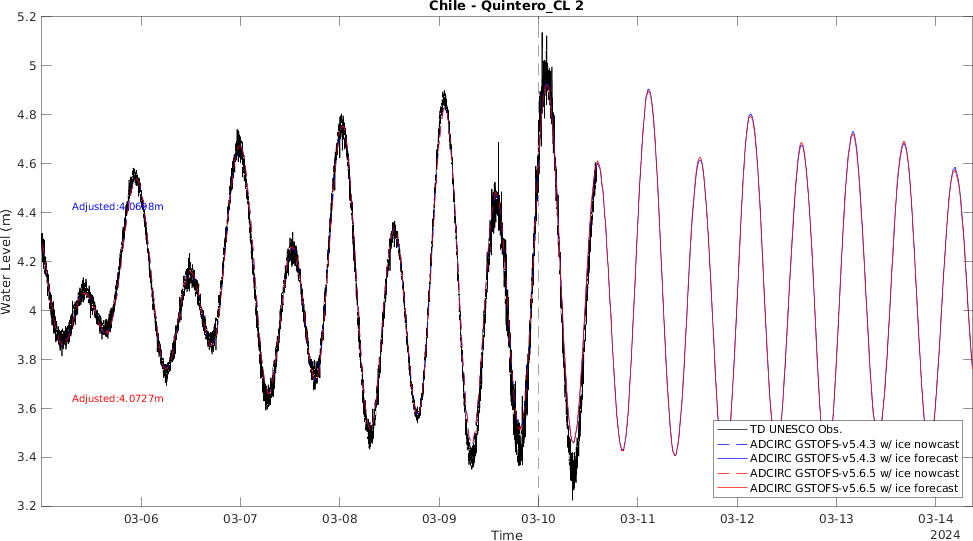 Chile - Quintero_CL 2
5.2
5
4.8
4.6
4.4
4.2
4
3.8
3.6
3.4
3.2
Water Level (m)
Adjusted:4.0698m
Adjusted:4.0727m
TD UNESCO Obs.
ADCIRC GSTOFS-v5.4.3 w/ ice nowcast
ADCIRC GSTOFS-v5.4.3 w/ ice forecast
ADCIRC GSTOFS-v5.6.5 w/ ice nowcast
ADCIRC GSTOFS-v5.6.5 w/ ice forecast
03-06 03-07 03-08 03-09 03-10 03-11 03-12 03-13 03-14
Time 2024